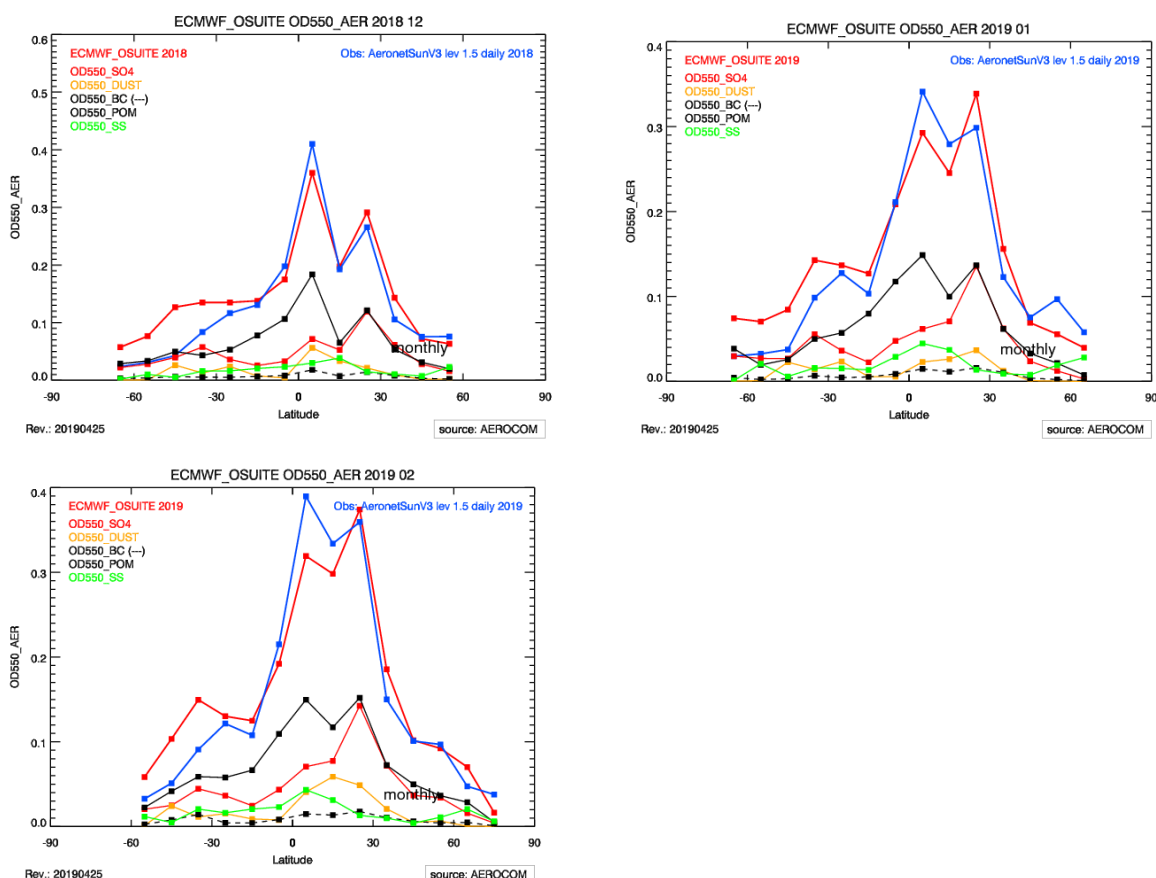 ECMWF_OSUITE OD550_AER 2018 12
0.6
0.5
0.4
0.3
0.2
0.1
0.0
OD550_AER
ECMWF_OSUITE 2018
Obs: AeronetSunV3 lev 1.5 daily 2018
OD550_SO4
OD550_DUST
OD550_BC (---)
OD550_POM
OD550_SS
monthly
-90 -60 -30 0 30 60 90
Latitude
Rev.: 20190425
source: AEROCOM
ECMWF_OSUITE OD550_AER 2019 01
0.4
0.3
0.2
0.1
0.0
OD550_AER
ECMWF_OSUITE 2019
Obs: AeronetSunV3 lev 1.5 daily 2019
OD550_SO4
OD550_DUST
OD550_BC (---)
OD550_POM
OD550_SS
monthly
-90 -60 -30 0 30 60 90
Latitude
Rev.: 20190425
source: AEROCOM
ECMWF_OSUITE OD550_AER 2019 02
0.4
0.3
0.2
0.1
0.0
OD550_AER
ECMWF_OSUITE 2019
Obs: AeronetSunV3 lev 1.5 daily 2019
OD550_SO4
OD550_DUST
OD550_BC (---)
OD550_POM
OD550_SS
monthly
-90 -60 -30 0 30 60 90
Latitude
Rev.: 20190425
source: AEROCOM